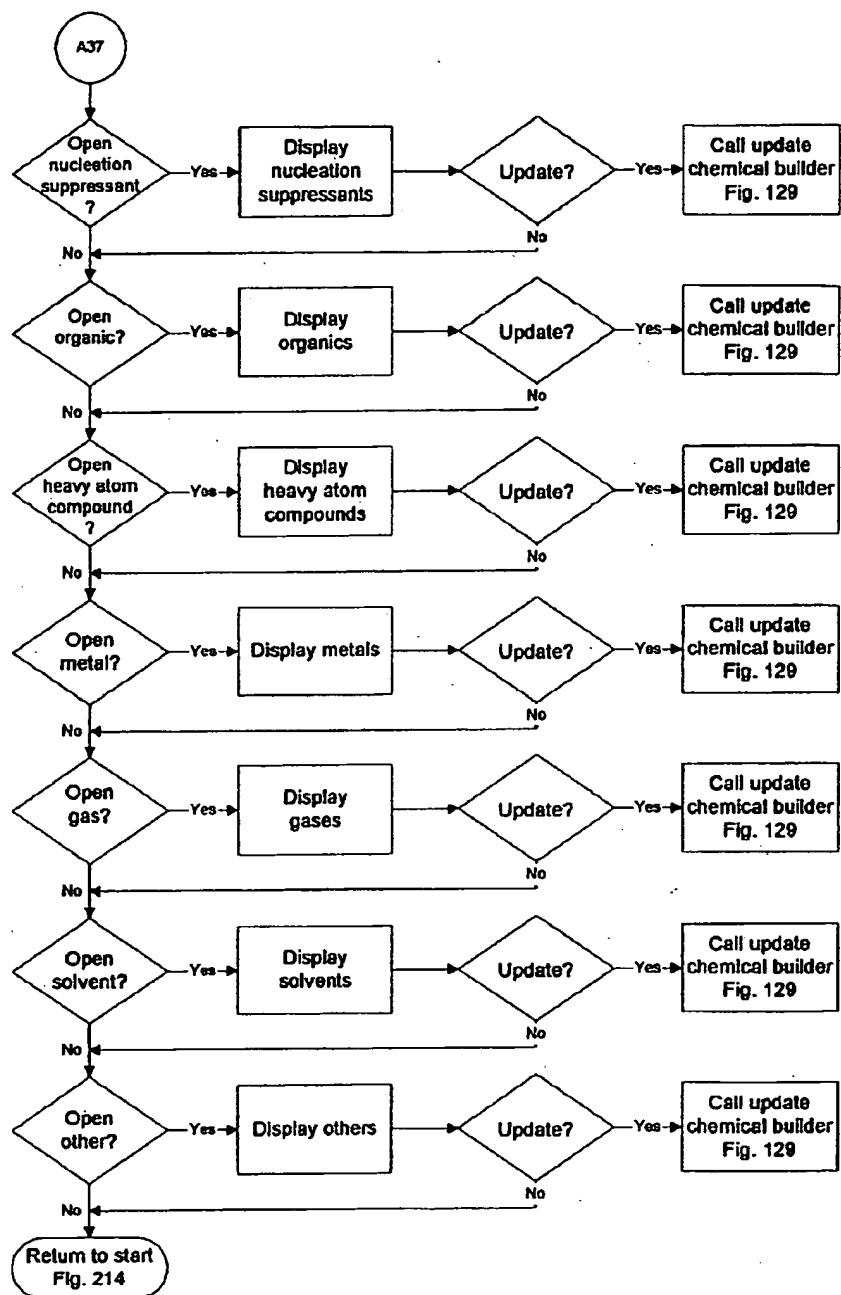 A37
Open
nucleation
suppressant
?
Yes
Display
nucleation
suppressants
Update?
Yes
Call update
chemical builder
Fig. 129
No
No
Open
organic?
Yes
Display
organics
Update?
Yes
Call update
chemical builder
Fig. 129
No
No
Open
heavy atom
compound
?
Yes
Display
heavy atom
compounds
Update?
Yes
Call update
chemical builder
Fig. 129
No
No
Open
metal?
Yes
Display metals
Update?
Yes
Call update
chemical builder
Fig. 129
No
No
Open
gas?
Yes
Display
gases
Update?
Yes
Call update
chemical builder
Fig. 129
No
No
Open
solvent?
Yes
Display
solvents
Update?
Yes
Call update
chemical builder
Fig. 129
No
No
Open
other?
Yes
Display others
Update?
Yes
Call update
chemical builder
Fig. 129
No
No
Return to start
Fig. 214